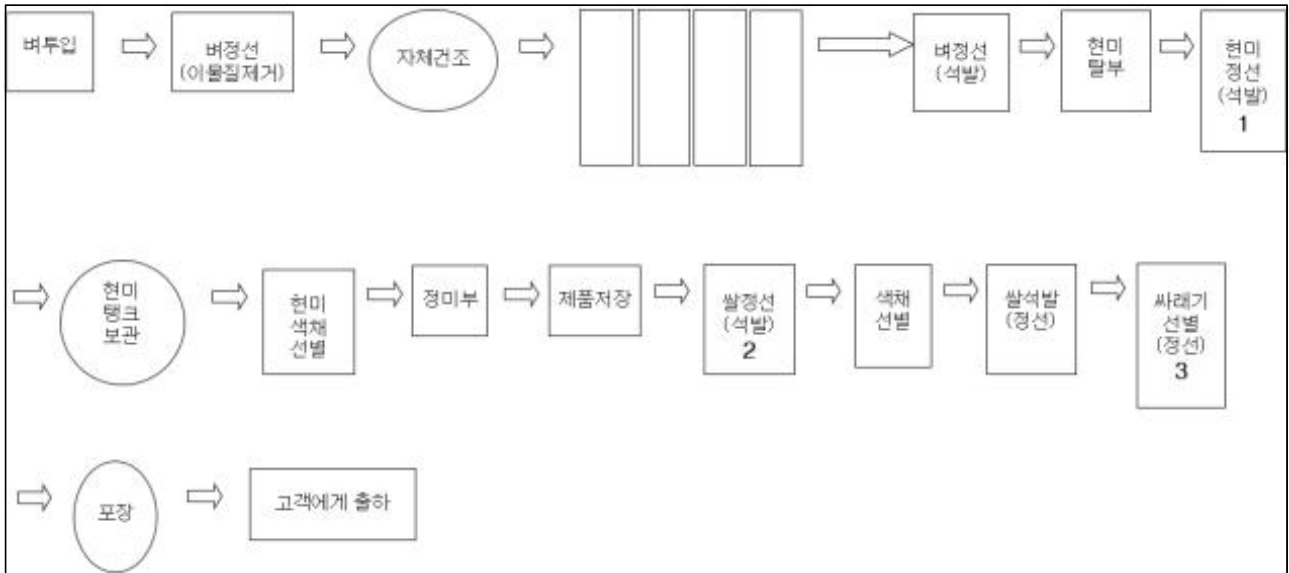 벼투입
벼정선
(이물질제거)
자체건조
벼정선
(석발)
현미
탈부
현미
정선
(석발)
1
현미
탱크
보관
현미
색채
선별
정미부
제품저장
쌀정선
(석발)
2
색채
선별
쌀석발
(정선)
싸래기
선별
(정선)
3
포장
고객에게 출하